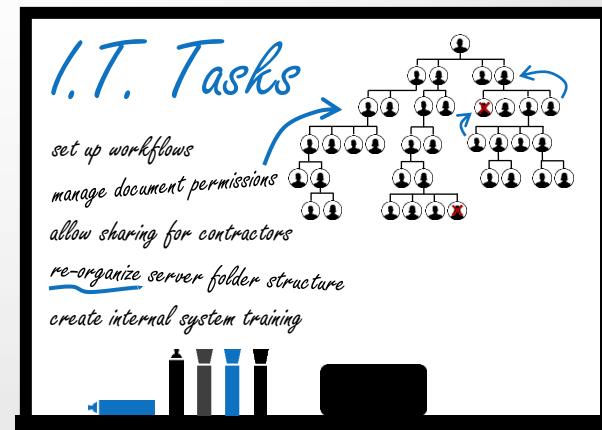 I.T. Tasks
set up workflows
manage document permissions
allow sharing for contractors
re-organize server folder structure
create internal system training